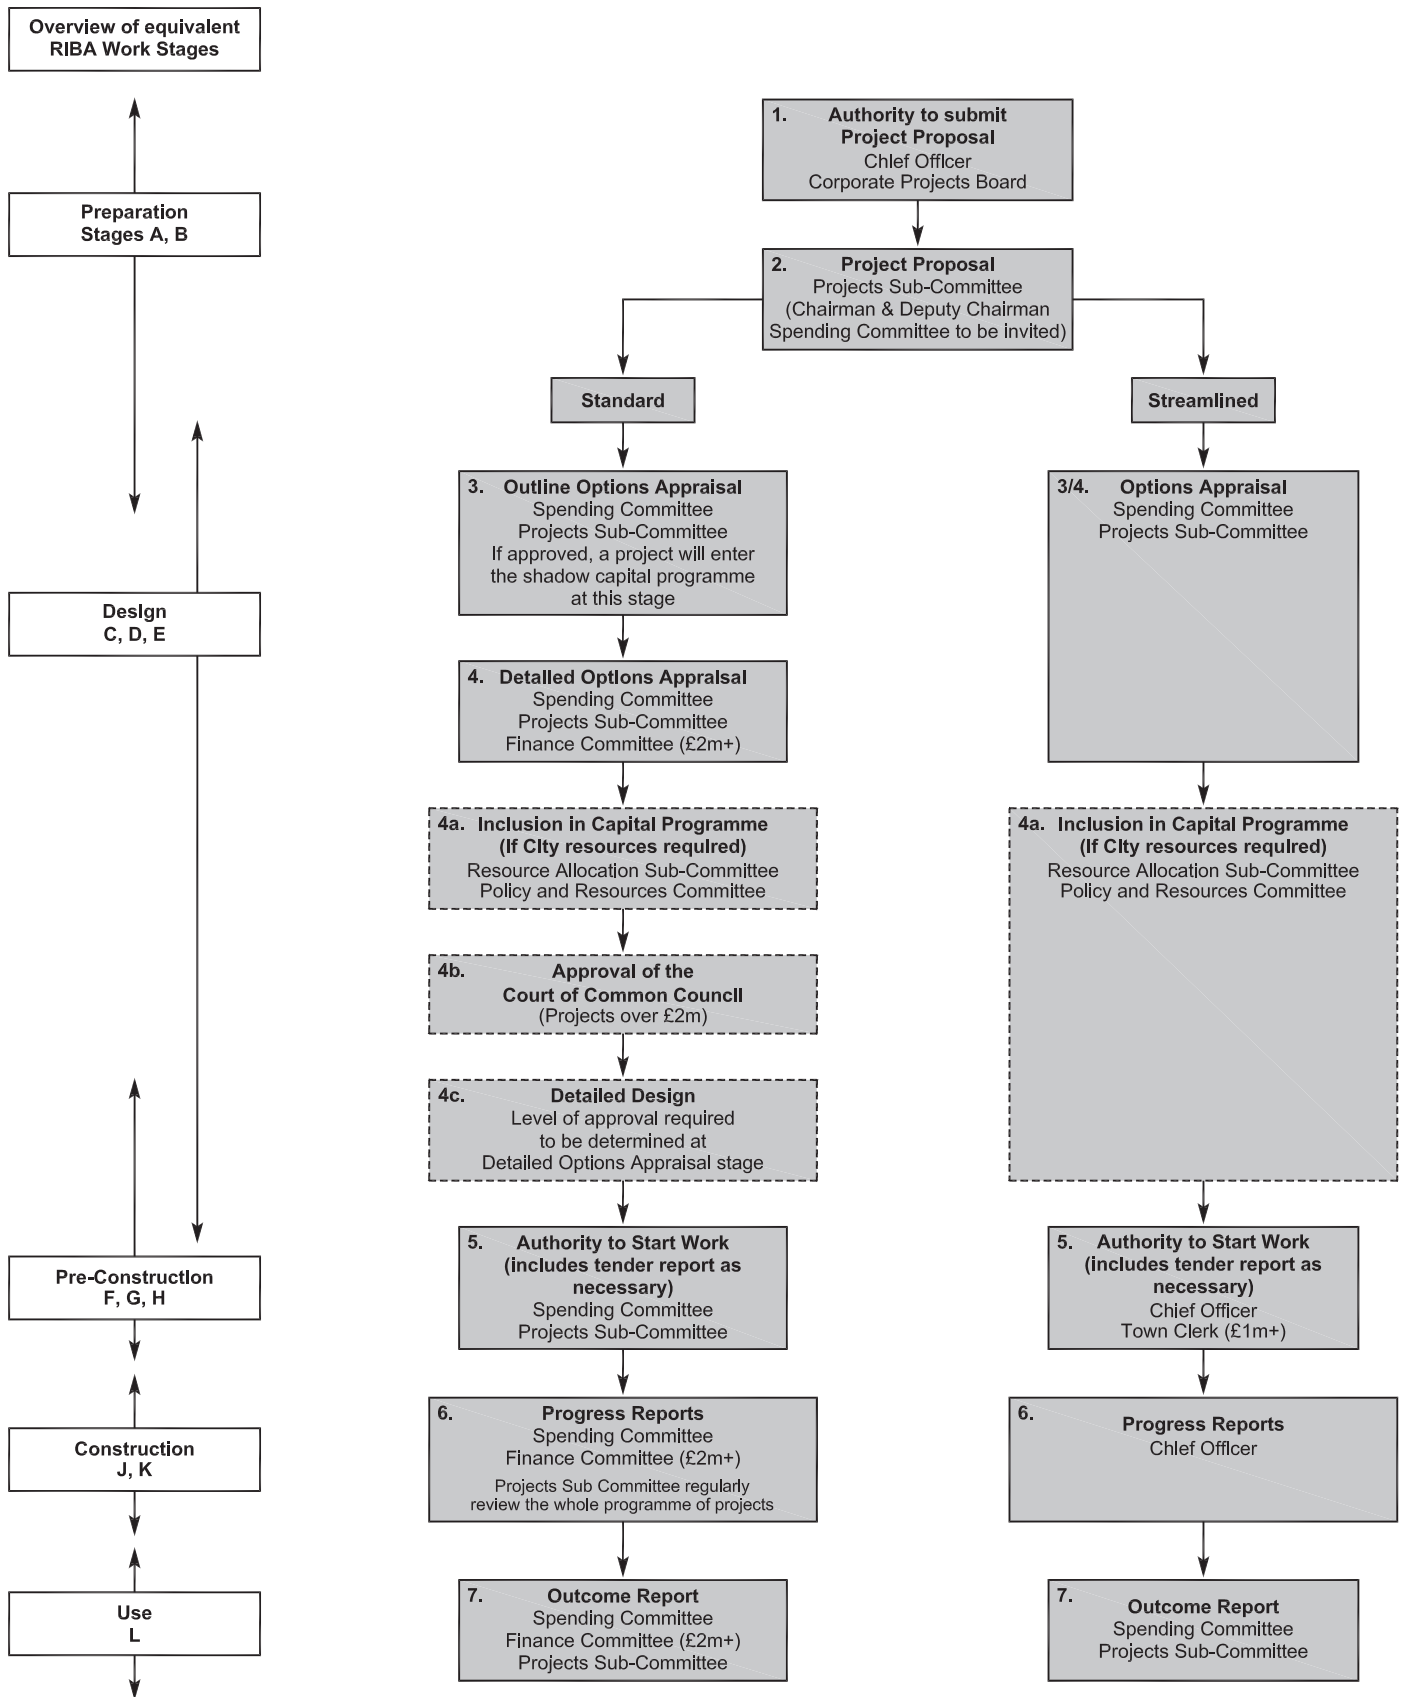 Overview of equivalent
RIBA Work Stages
Preparation
Stages A, B
Design
C, D, E
Pre-Construction
F, G, H
Construction
J, K
Use
L
1. Authority to submit
Project Proposal
Chief Officer
Corporate Projects Board
2. Project Proposal
Projects Sub-Committee
(Chairman & Deputy Chairman
Spending Committee to be invited)
Standard
3. Outline Options Appraisal
Spending Committee
Projects Sub-Committee
If approved, a project will enter
the shadow capital programme
at this stage
4. Detailed Options Appraisal
Spending Committee
Projects Sub-Committee
Finance Committee (£2m+)
4a. Inclusion in Capital Programme
(If City resources required)
Resource Allocation Sub-Committee
Policy and Resources Committee
4b. Approval of the
Court of Common Council
(Projects over £2m)
4c. Detailed Design
Level of approval required
to be determined at
Detailed Options Appraisal stage
5. Authority to Start Work
(includes tender report as
necessary)
Spending Committee
Projects Sub-Committee
6. Progress Reports
Spending Committee
Finance Committee (£2m+)
Projects Sub Committee regularly
review the whole programme of projects
7. Outcome Report
Spending Committee
Finance Committee (£2m+)
Projects Sub-Committee
Streamlined
3/4. Options Appraisal
Spending Committee
Projects Sub-Committee
4a. Inclusion in Capital Programme
(If City resources required)
Resource Allocation Sub-Committee
Policy and Resources Committee
5. Authority to Start Work
(includes tender report as
necessary)
Chief Officer
Town Clerk (£1m+)
6. Progress Reports
Chief Officer
7. Outcome Report
Spending Committee
Projects Sub-Committee